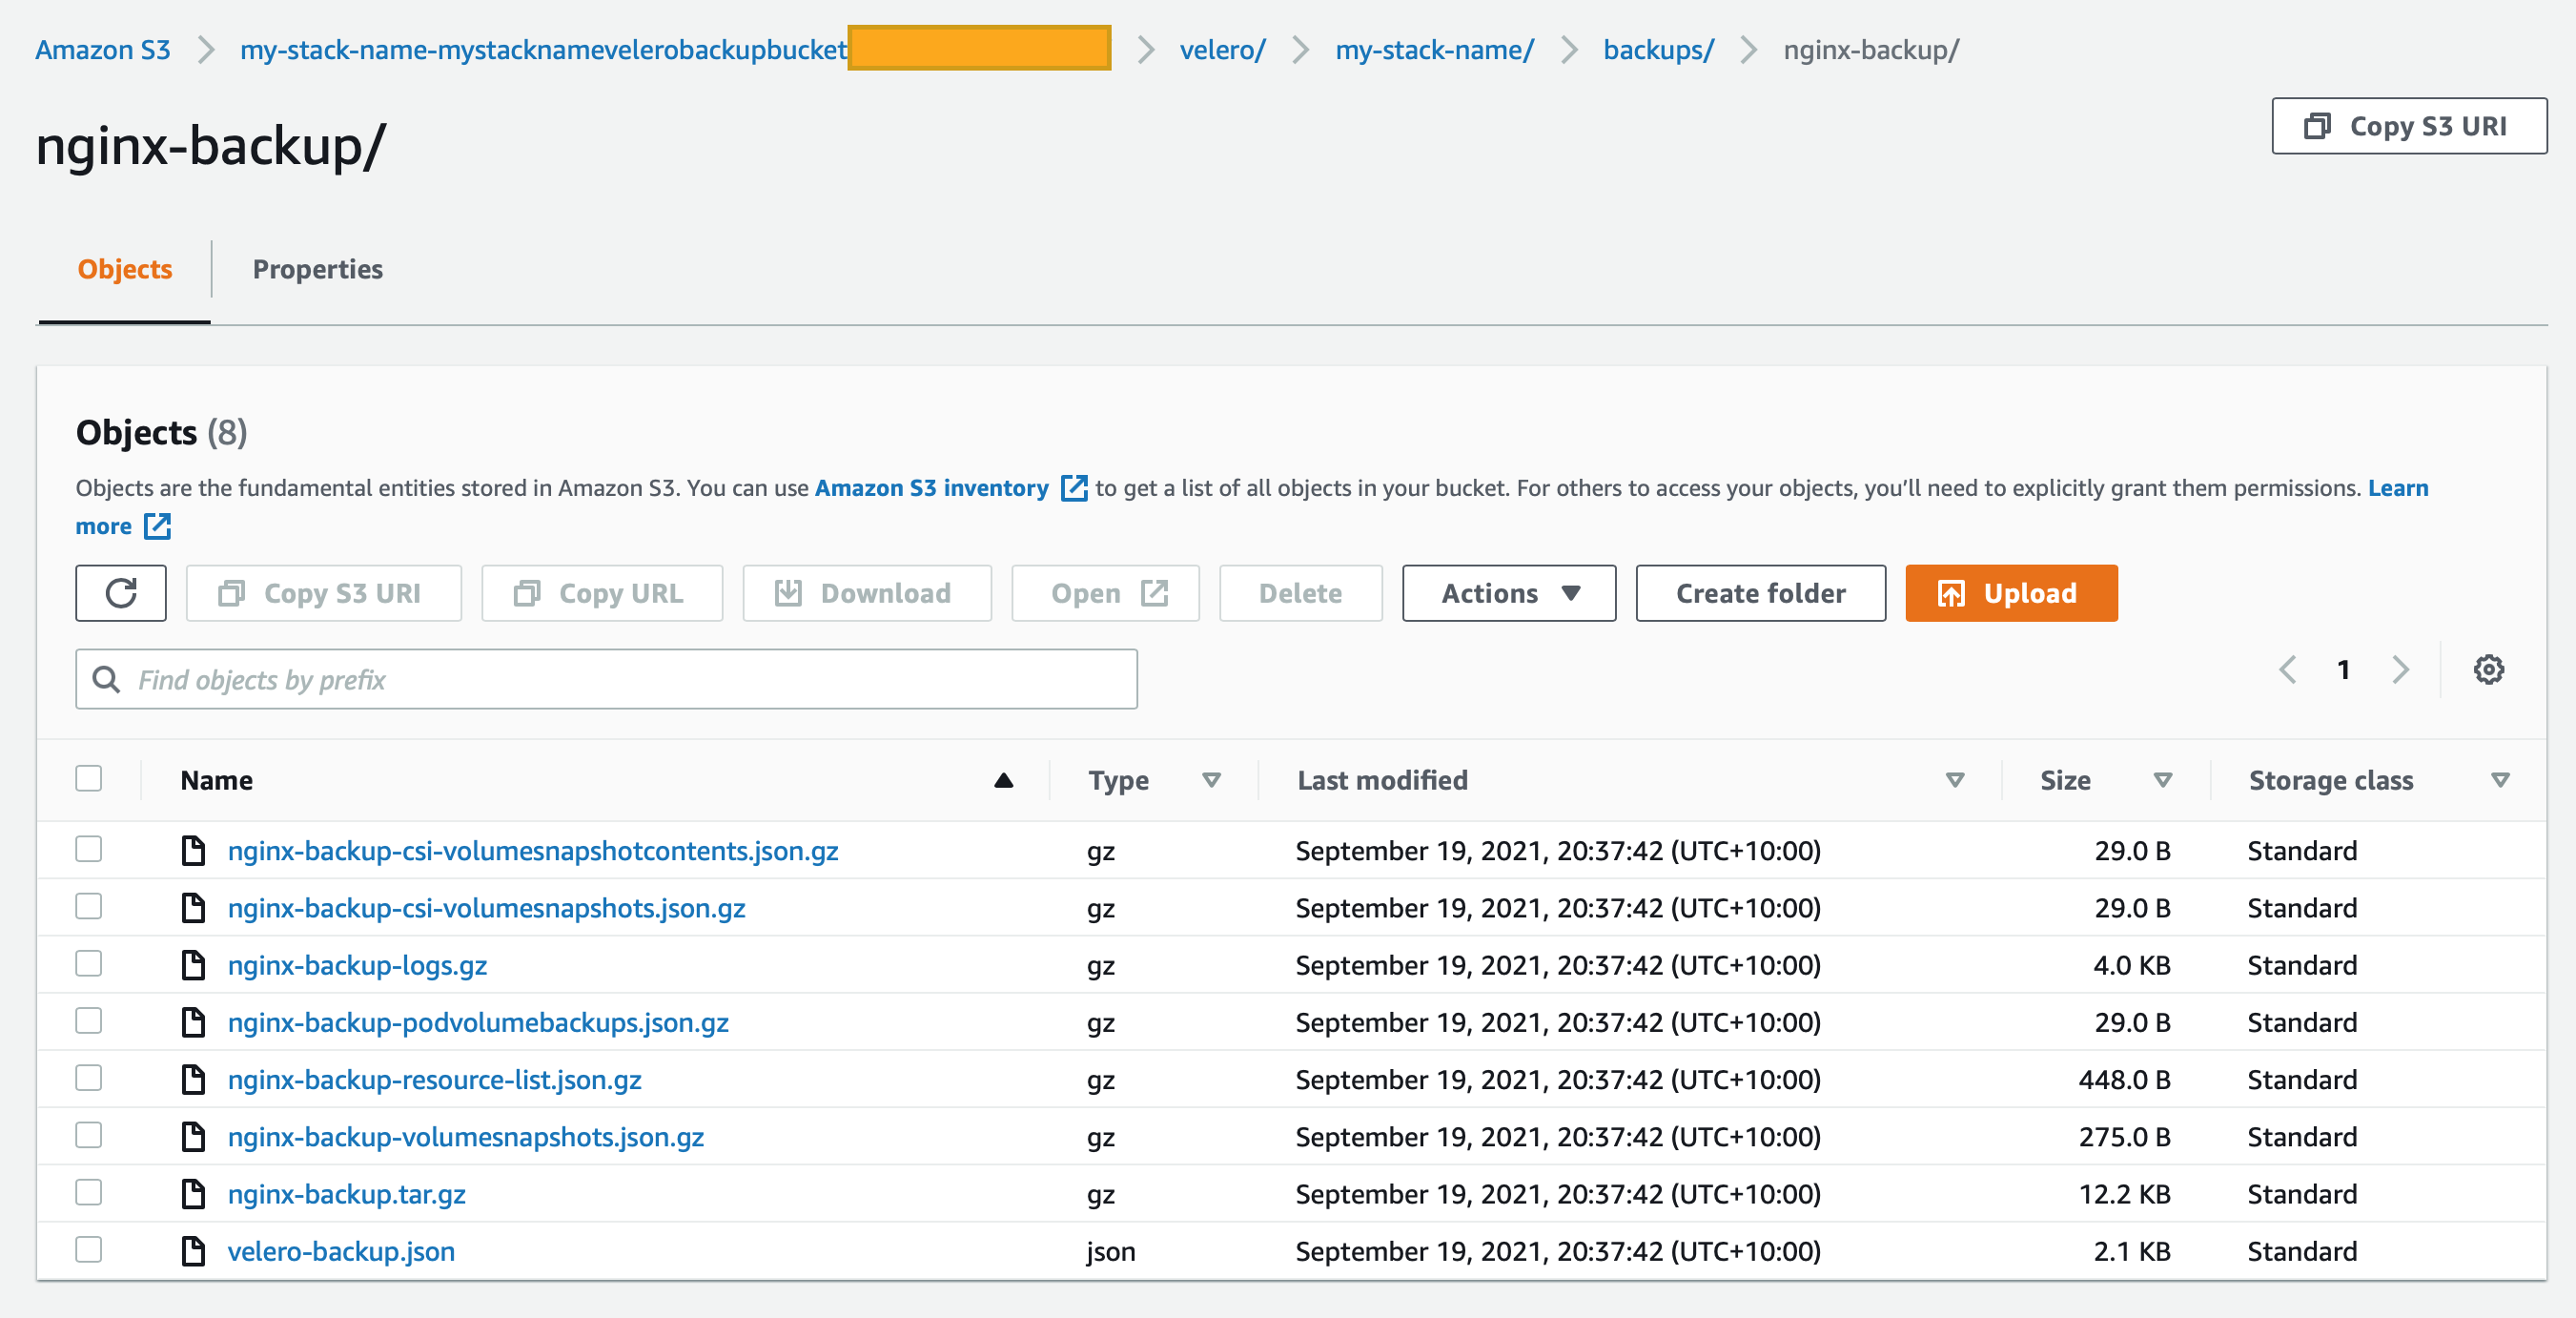 Amazon S3 my-stack-name-mystacknamevelerobackupbucket velero/ my-stack-name/ backups/ nginx-backup/
nginx-backup/
Copy S3 URI
Objects Properties
Objects (8)
Objects are the fundamental entities stored in Amazon S3. You can use Amazon S3 inventory to get a list of all objects in your bucket. For others to access your objects, you’ll need to explicitly grant them permissions. Learn
more
Copy S3 URI Copy URL Download Open Delete Actions Create folder Upload
Find objects by prefix 1
Name Type Last modified Size Storage class
nginx-backup-csi-volumesnapshotcontents.json.gz gz September 19, 2021, 20:37:42 (UTC+10:00) 29.0 B Standard
nginx-backup-csi-volumesnapshots.json.gz gz September 19, 2021, 20:37:42 (UTC+10:00) 29.0 B Standard
nginx-backup-logs.gz gz September 19, 2021, 20:37:42 (UTC+10:00) 4.0 KB Standard
nginx-backup-podvolumebackups.json.gz gz September 19, 2021, 20:37:42 (UTC+10:00) 29.0 B Standard
nginx-backup-resource-list.json.gz gz September 19, 2021, 20:37:42 (UTC+10:00) 448.0 B Standard
nginx-backup-volumesnapshots.json.gz gz September 19, 2021, 20:37:42 (UTC+10:00) 275.0 B Standard
nginx-backup.tar.gz gz September 19, 2021, 20:37:42 (UTC+10:00) 12.2 KB Standard
velero-backup.json json September 19, 2021, 20:37:42 (UTC+10:00) 2.1 KB Standard